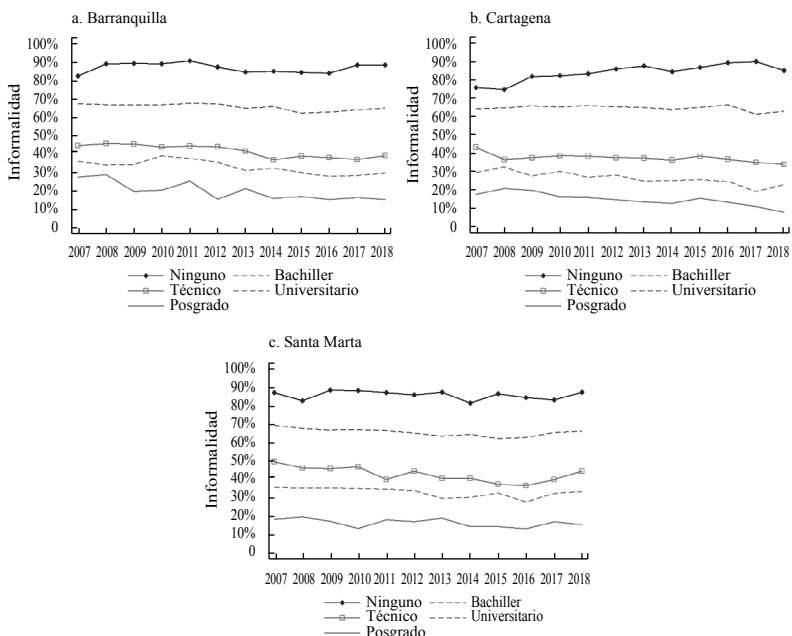 a. Barranquilla
100%
90%
80%
70%
60%
50%
40%
30%
20%
10%
0
Informalidad
2007 2008 2009 2010 2011 2012 2013 2014 2015 2016 2017 2018
Ninguno Bachiller
Técnico Universitario
Posgrado
b. Cartagena
100%
90%
80%
70%
60%
50%
40%
30%
20%
10%
0
Informalidad
2007 2008 2009 2010 2011 2012 2013 2014 2015 2016 2017 2018
Ninguno Bachiller
Técnico Universitario
Posgrado
c. Santa Marta
100%
90%
80%
70%
60%
50%
40%
30%
20%
10%
0
Informalidad
2007 2008 2009 2010 2011 2012 2013 2014 2015 2016 2017 2018
Ninguno Bachiller
Técnico Universitario
Posgrado